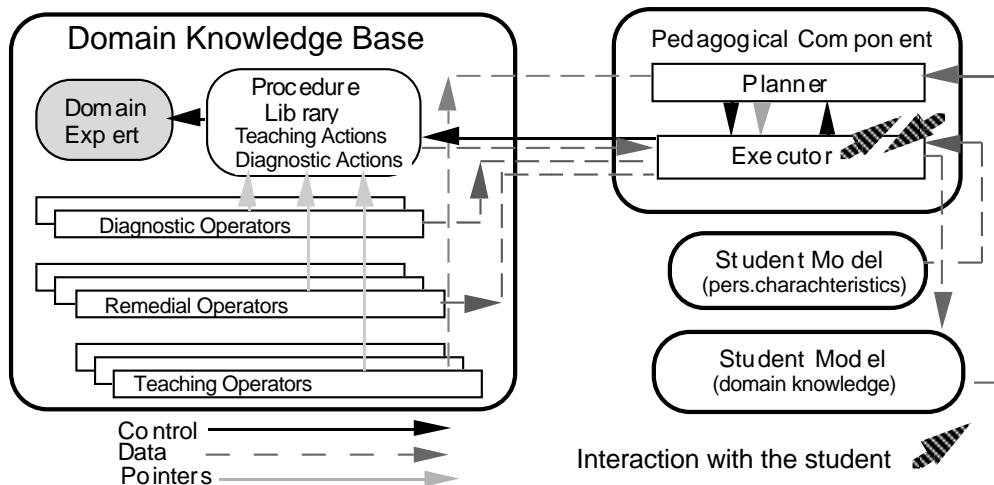 Domain Knowledge Base
Domain
Expert
Procedure
Library
Teaching Actions
Diagnostic Actions
Diagnostic Operators
Remedial Operators
Teaching Operators
Control
Data
Pointers
Pedagogical Component
Planner
Executor
Student Model
(pers.charachteristics)
Student Model
(domain knowledge)
Interaction with the student